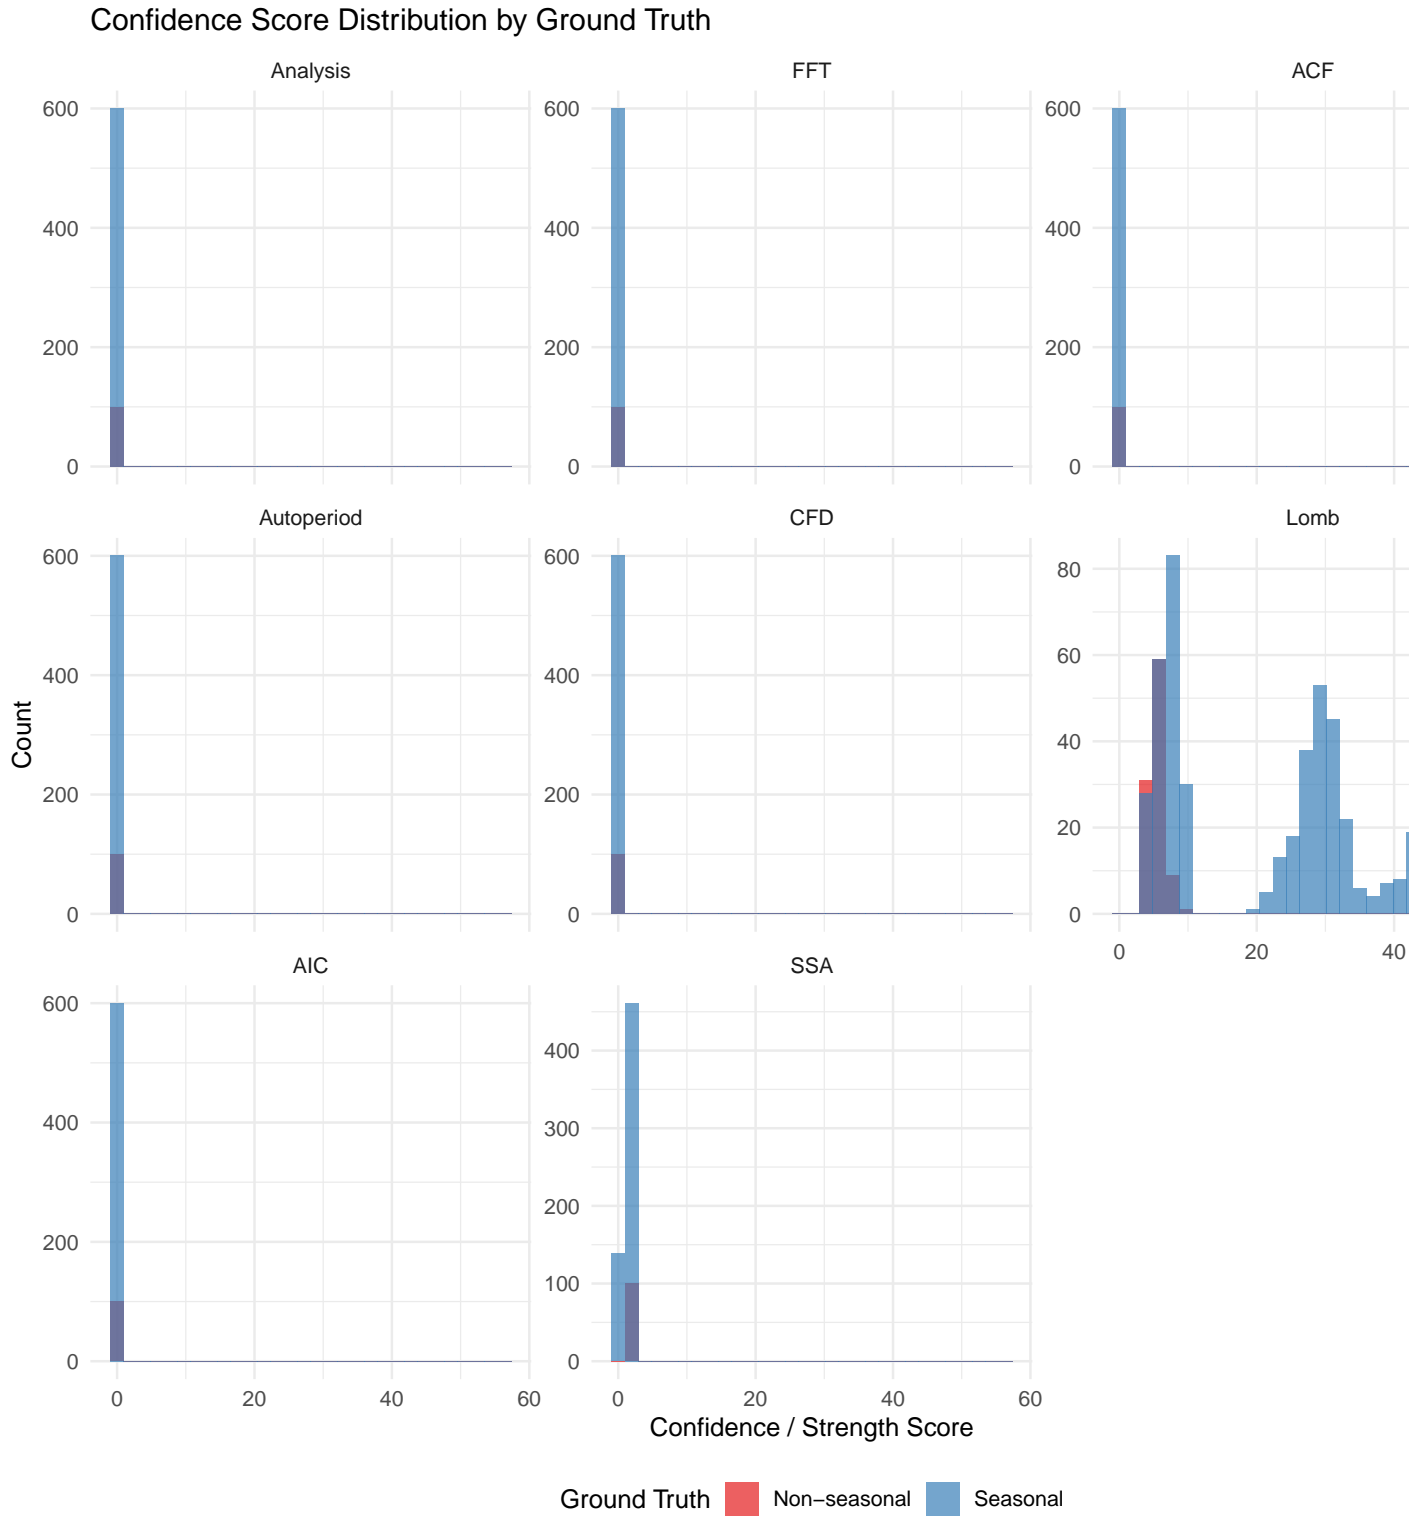 Confidence Score Distribution by Ground Truth
Analysis FFT ACF
600 600 600
400 400 400
200 200 200
0 0 0
Autoperiod CFD Lomb
600 600 80
400 400 60
200 200 40
0 0 20
0
0 20 40
AIC SSA
600 400
400 300
200 200
0 100
0
0 20 40 60 0 20 40 60
Count
Confidence / Strength Score
Ground Truth Non−seasonal Seasonal